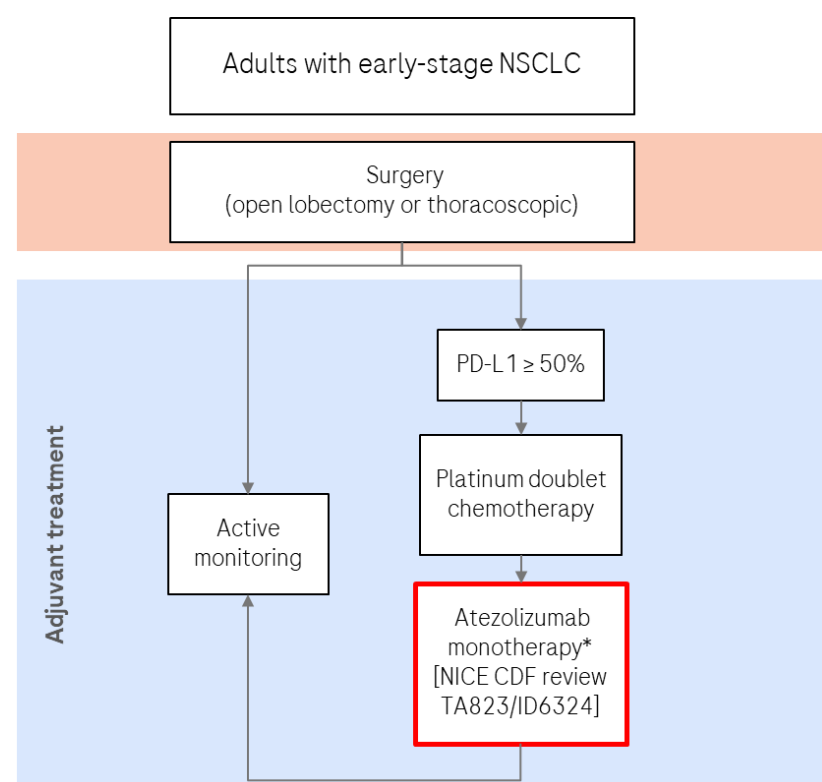 Adults with early-stage NSCLC
Surgery
(open lobectomy or thoracoscopic)
PD-L1 ≥ 50%
Platinum doublet
chemotherapy
Active
monitoring
Atezolizumab
monotherapy*
[NICE CDF review
TA823/ID6324]
Adjuvant treatment